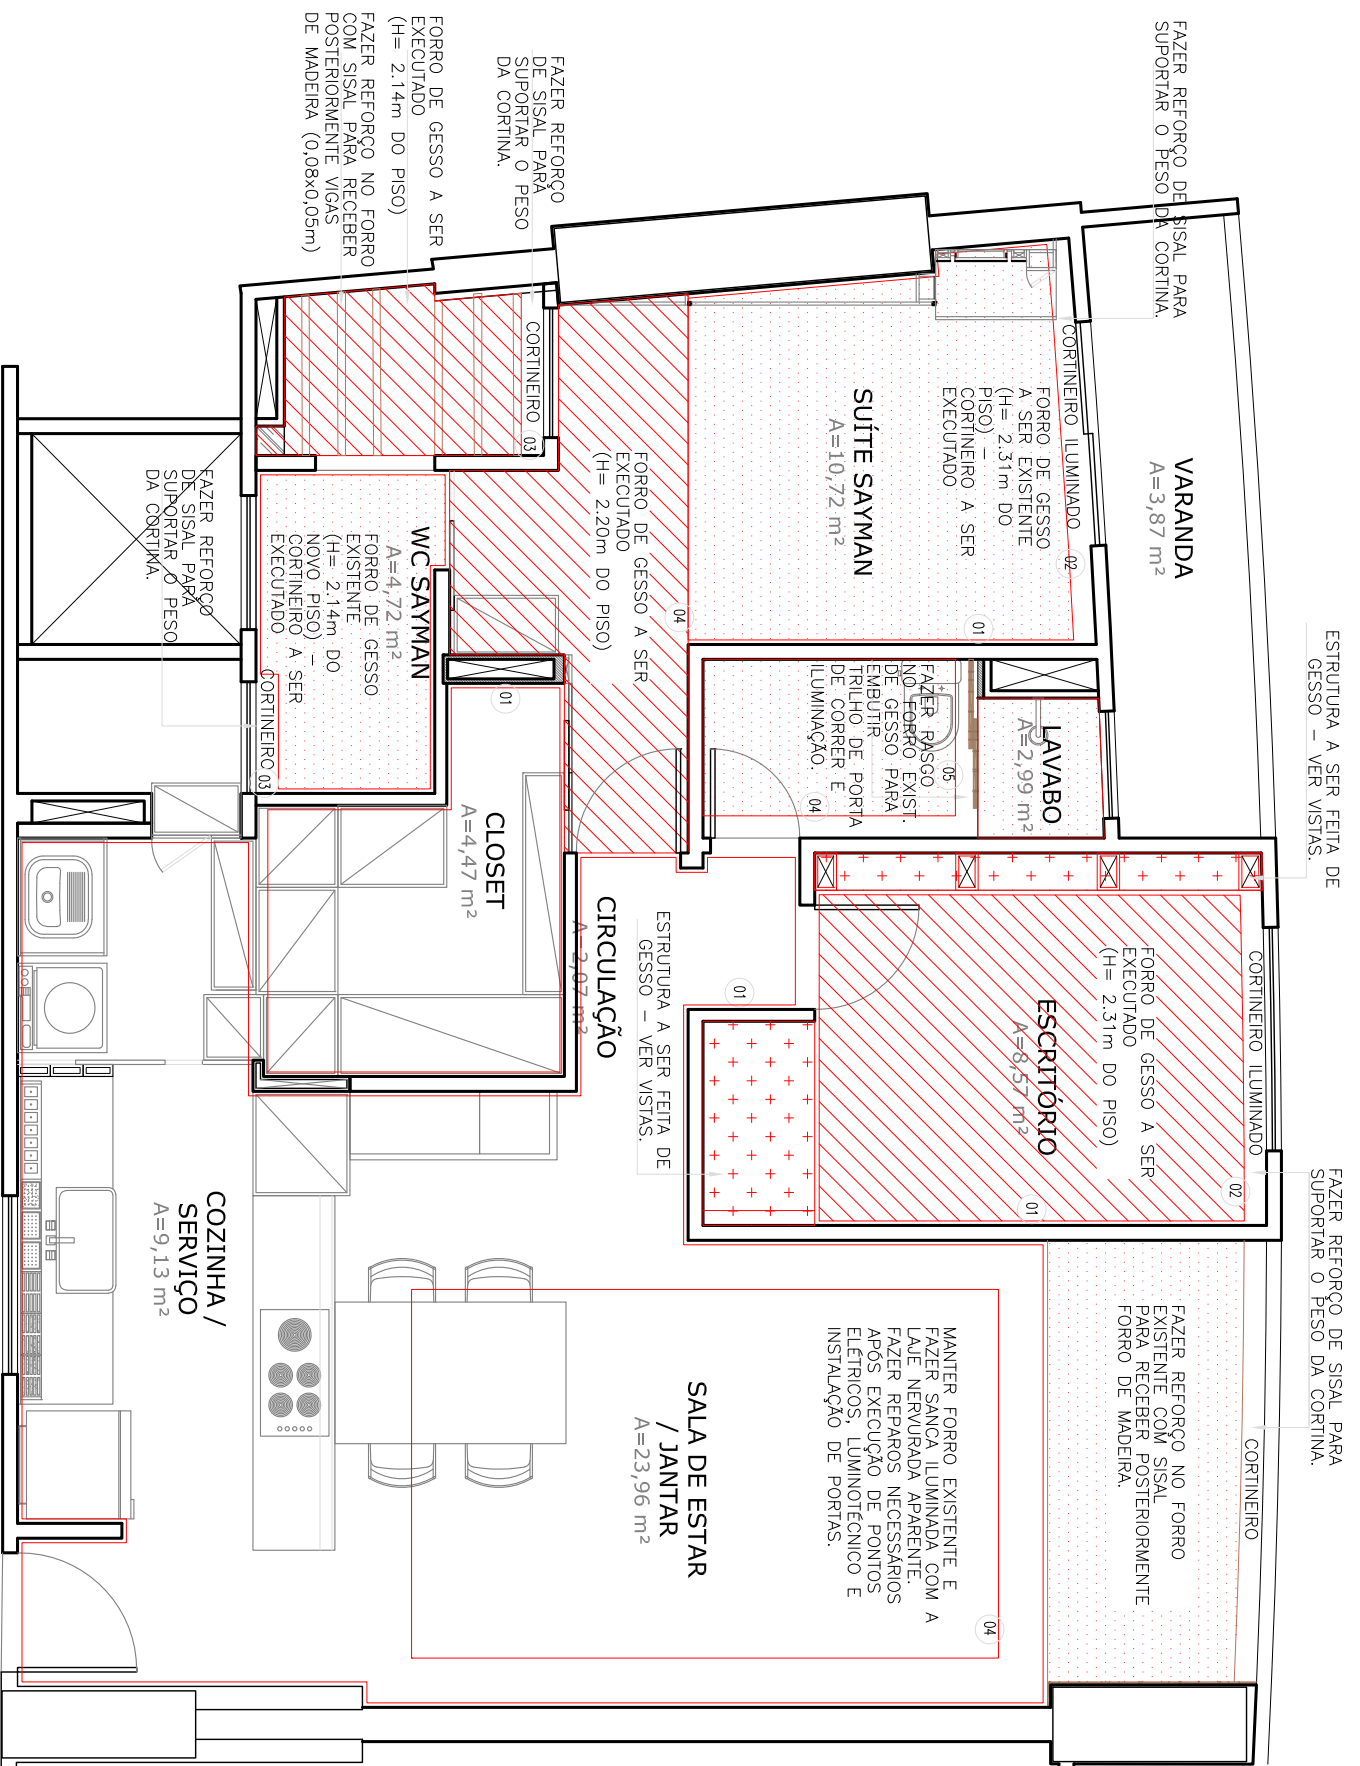 FAZER REFORÇO DE SISAL PARA
SUPORTAR O PESO DA CORTINA.
ESTRUTURA A SER FEITA DE
GESSO – VER VISTAS.
FAZER REFORÇO DE SISAL PARA
SUPORTAR O PESO DA CORTINA.
VARANDA
A=3,87 m²
CORTINEIRO ILUMINADO
02
FORRO DE GESSO
A SER EXISTENTE
(H= 2.31m DO
PISO) –
CORTINEIRO A SER
EXECUTADO
SUÍTE SAYMAN
A=10,72 m²
01
LAVABO
A=2,99 m²
FAZER RASGO
NO FORRO EXIST.
DE GESSO PARA
EMBUTIR
TRILHO DE PORTA
DE CORRER E
ILUMINAÇÃO.
05
04
CORTINEIRO ILUMINADO
02
FORRO DE GESSO A SER
EXECUTADO
(H= 2.31m DO PISO)
ESCRITÓRIO
A=8,57 m²
01
CORTINEIRO
FAZER REFORÇO NO FORRO
EXISTENTE COM SISAL
PARA RECEBER POSTERIORMENTE
FORRO DE MADEIRA.
MANTER FORRO EXISTENTE E
FAZER SANCA ILUMINADA COM A
LAJE NERVURADA APARENTE.
FAZER REPAROS NECESSÁRIOS
APÓS EXECUÇÃO DE PONTOS
ELÉTRICOS, LUMINOTÉCNICO E
INSTALAÇÃO DE PORTAS.
04
SALA DE ESTAR
/ JANTAR
A=23,96 m²
FORRO DE GESSO A SER
EXECUTADO
(H= 2.20m DO PISO)
04
01
ESTRUTURA A SER FEITA DE
GESSO – VER VISTAS.
CIRCULAÇÃO
A=2,07 m²
FAZER REFORÇO
DE SISAL PARA
SUPORTAR O PESO
DA CORTINA.
CORTINEIRO
03
FORRO DE GESSO A SER
EXECUTADO
(H= 2.14m DO PISO)
FAZER REFORÇO NO FORRO
COM SISAL PARA RECEBER
POSTERIORMENTE VIGAS
DE MADEIRA (0,08x0,05m)
01
CLOSET
A=4,47 m²
WC SAYMAN
A=4,72 m²
FORRO DE GESSO
EXISTENTE
(H= 2.14m DO
NOVO PISO) –
CORTINEIRO A SER
EXECUTADO
CORTINEIRO
03
FAZER REFORÇO
DE SISAL PARA
SUPORTAR O PESO
DA CORTINA.
COZINHA /
SERVIÇO
A=9,13 m²